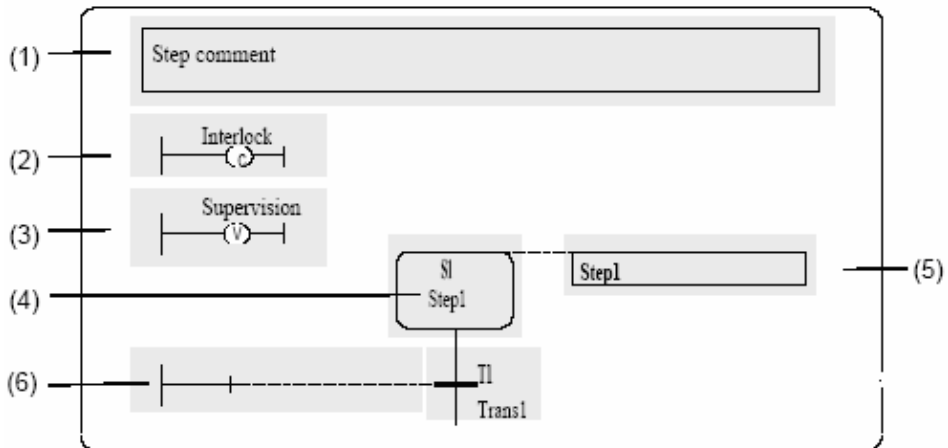 (1)
Step comment
Interlock
(2)
C
Supervision
(3)
V
S1
Step1
Step1
(5)
(4)
(6)
T1
Trans1